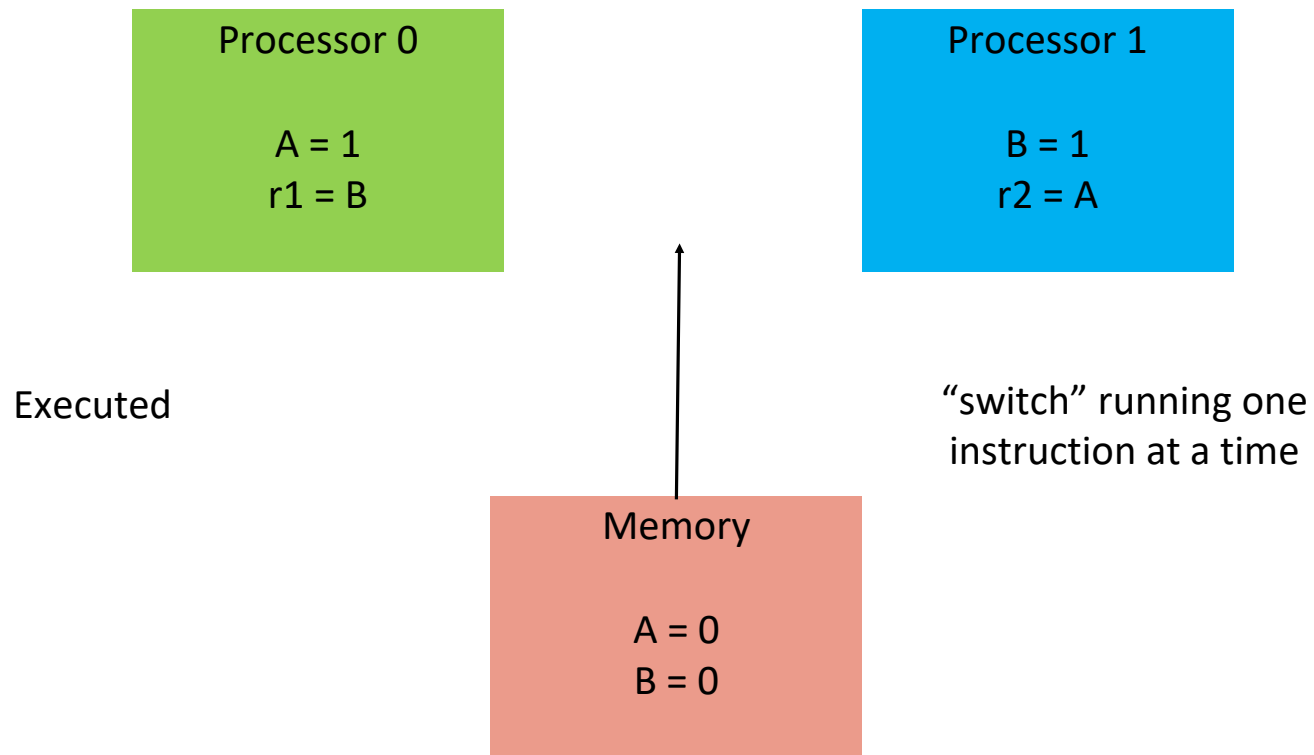 Processor 0
A = 1
r1 = B
Processor 1
B = 1
r2 = A
Executed
“switch” running one
instruction at a time
Memory
A = 0
B = 0